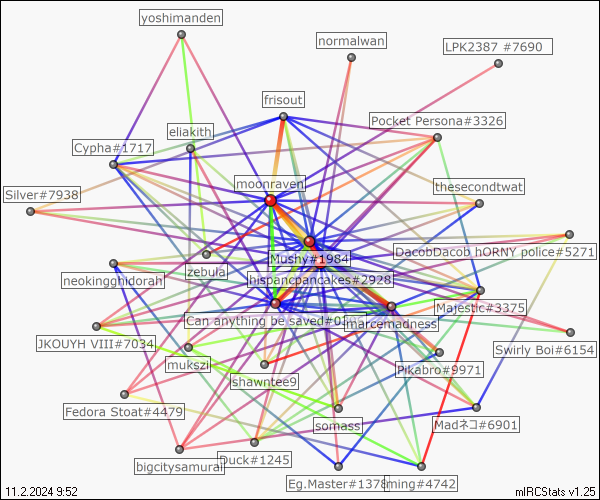 yoshimanden
normalwan
LPK2387 #7690
frisout
Pocket Persona#3326
eliakith
Cypha#1717
moonraven
thesecondtwat
Silver#7938
DacobDacob hORNY police#5271
Mushy#1984
zebula
neokingghidorah
hispancpancakes#2928
Majestic#3375
Can anything be saved#0
marcemadness
JKOUYH VIII#7034
Swirly Boi#6154
mukszil
Pikabro#9971
shawntee9
Fedora Stoat#4479
somass
Madネコ#6901
Duck#1245
bigcitysamurai
Eg.Master#1378
ming#4742
11.2.2024 9:52
mIRCStats v1.25